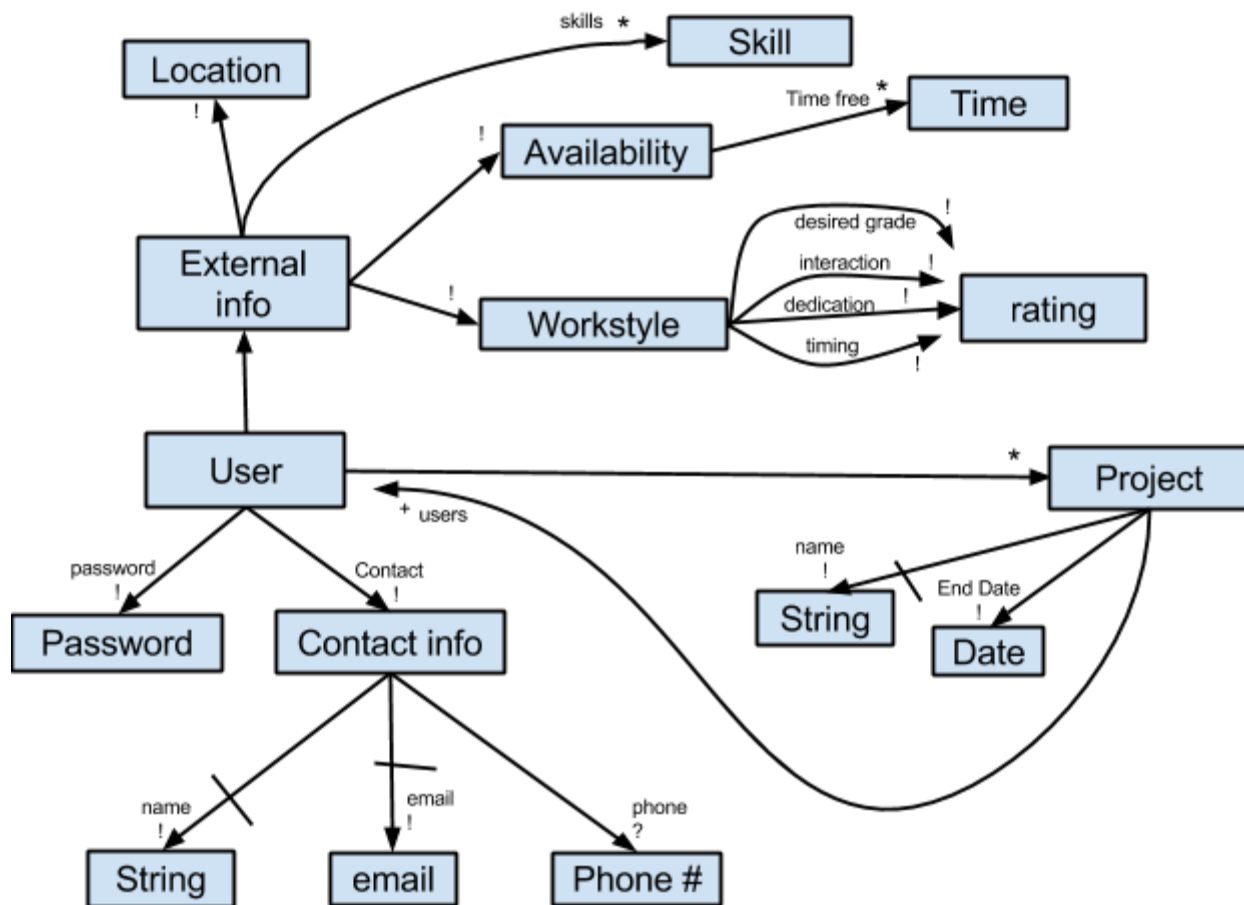 skills *
Skill
Location
!
Time free *
Time
!
Availability
!
desired grade
External
info
interaction !
!
dedication !
rating
Workstyle
timing
!
User
*
Project
+ users
name
!
password
!
Contact
!
End Date
!
String
Password
Contact info
Date
name
!
email
!
phone
?
String
email
Phone #